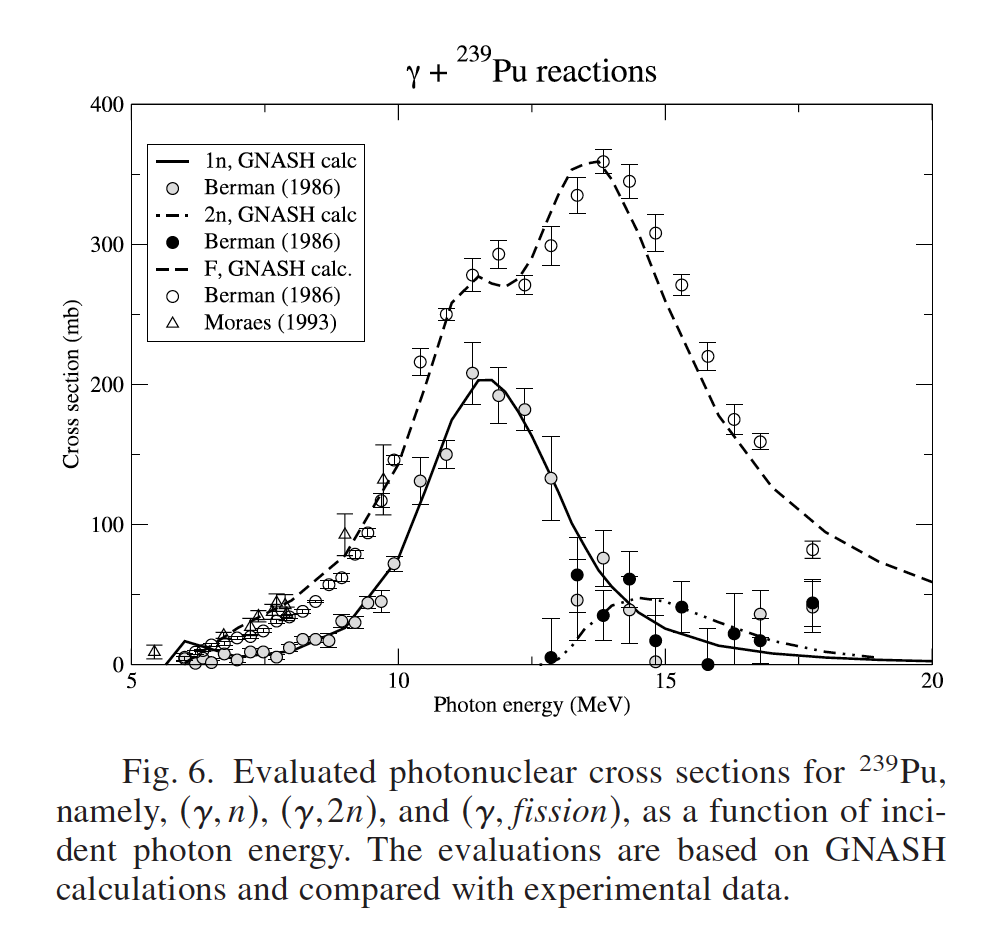 γ + ²³⁹Pu reactions
400
300
200
100
0
Cross section (mb)
1n, GNASH calc
Berman (1986)
2n, GNASH calc
Berman (1986)
F, GNASH calc.
Berman (1986)
Moraes (1993)
5
10
15
20
Photon energy (MeV)
Fig. 6. Evaluated photonuclear cross sections for ²³⁹Pu,
namely, (γ,n), (γ,2n), and (γ, fission), as a function of inci-
dent photon energy. The evaluations are based on GNASH
calculations and compared with experimental data.